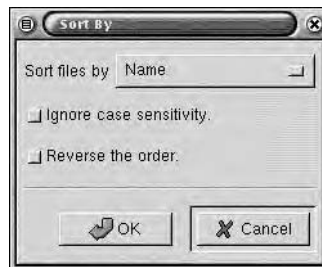 Sort By
Sort files by Name
Ignore case sensitivity.
Reverse the order.
OK Cancel